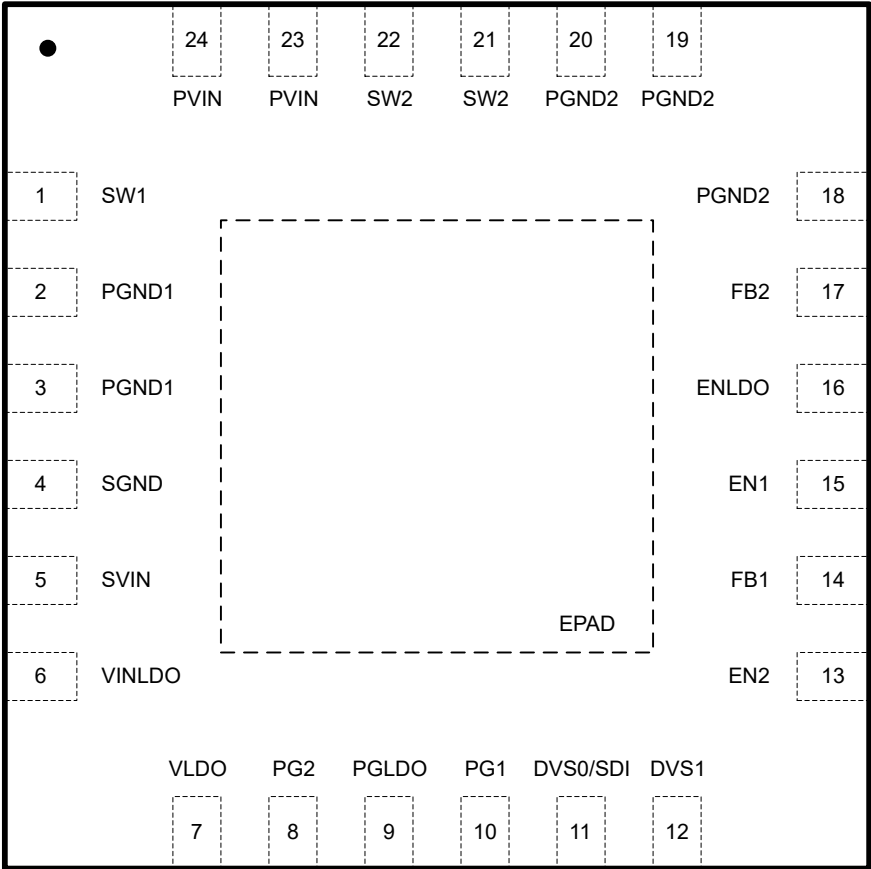 24 23 22 21 20 19
PVIN PVIN SW2 SW2 PGND2 PGND2
1 SW1 PGND2 18
2 PGND1 FB2 17
3 PGND1 ENLDO 16
4 SGND EN1 15
5 SVIN FB1 14
EPAD
6 VINLDO EN2 13
VLDO PG2 PGLDO PG1 DVS0/SDI DVS1
7 8 9 10 11 12